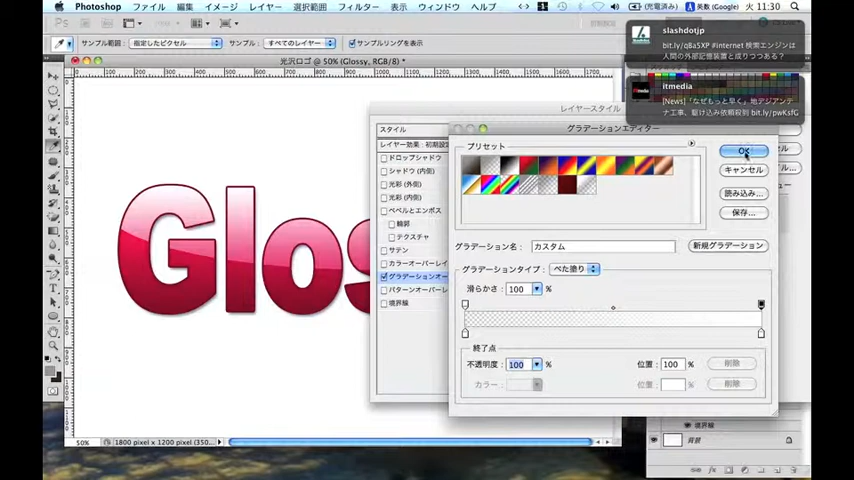 Photoshop ファイル 編集 イメージ レイヤー 選択範囲 フィルター 表示 ウィンドウ ヘルプ
1
(充電完了)
英数 (Google)
火 11:30
Ps
サンプル範囲: 指定したピクセル サンプル: すべてのレイヤー サンプリングを表示
光沢ロゴ @ 50% (Glossy, RGB/8) *
slashdotjp
bit.ly/q8a5XP #internet 検索エンジンは
人間の外部記憶装置と成りつつある?
itmedia
[News]「なぜもっと早く」地デジアンテ
ナ工事、駆け込み依頼殺到 bit.ly/pwKsfG
レイヤースタイル
スタイル
レイヤー効果: 初期設定
ドロップシャドウ
シャドウ (内側)
光彩 (外側)
光彩 (内側)
ベベルとエンボス
輪郭
テクスチャ
サテン
カラーオーバーレイ
グラデーションオー
パターンオーバーレ
境界線
グラデーションエディター
プリセット
OK
キャンセル
読み込み...
保存...
グラデーション名: カスタム
新規グラデーション
グラデーションタイプ: べた塗り
滑らかさ: 100 %
終了点
不透明度: 100 % 位置: 100 % 削除
カラー: 位置: % 削除
Glos
50% 1800 pixel x 1200 pixel (350...
境界線
背景